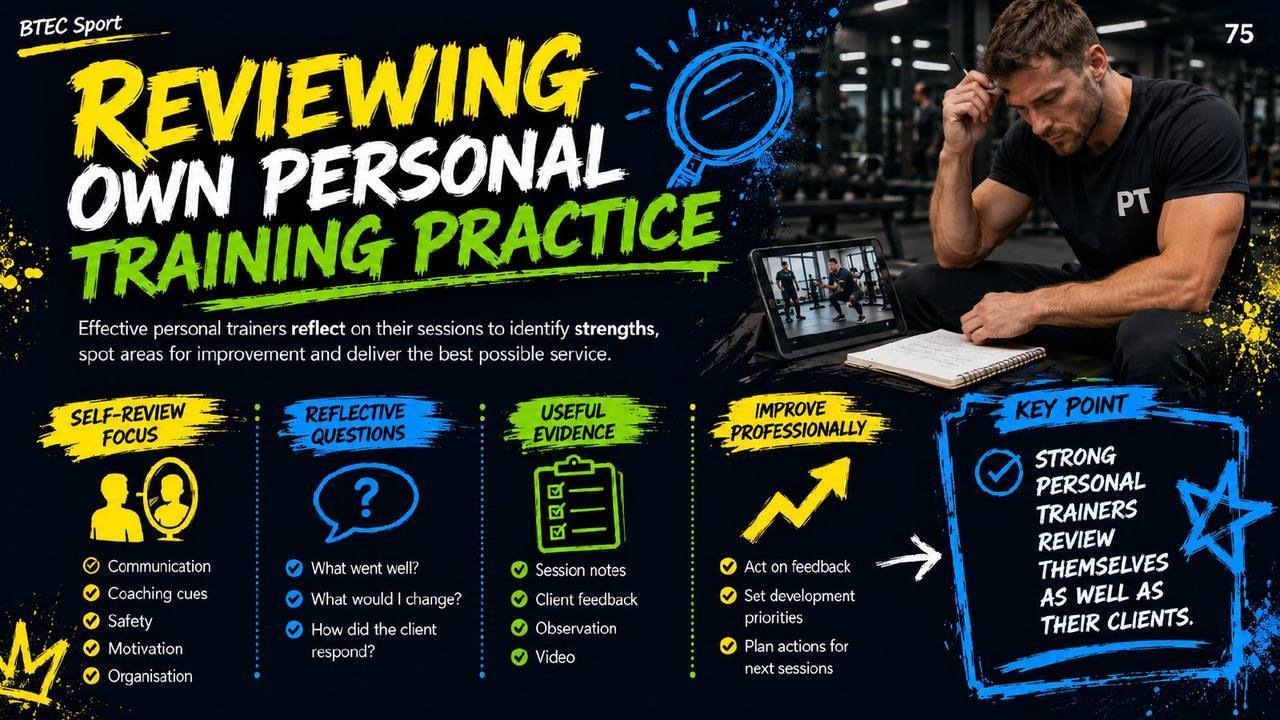 BTEC Sport
75
REVIEWING
OWN PERSONAL
TRAINING PRACTICE
Effective personal trainers reflect on their sessions to identify strengths,
spot areas for improvement and deliver the best possible service.
PT
SELF-REVIEW
FOCUS
Communication
Coaching cues
Safety
Motivation
Organisation
REFLECTIVE
QUESTIONS
?
What went well?
What would I change?
How did the client
respond?
USEFUL
EVIDENCE
Session notes
Client feedback
Observation
Video
IMPROVE
PROFESSIONALLY
Act on feedback
Set development
priorities
Plan actions for
next sessions
KEY POINT
STRONG
PERSONAL
TRAINERS
REVIEW
THEMSELVES
AS WELL AS
THEIR CLIENTS.